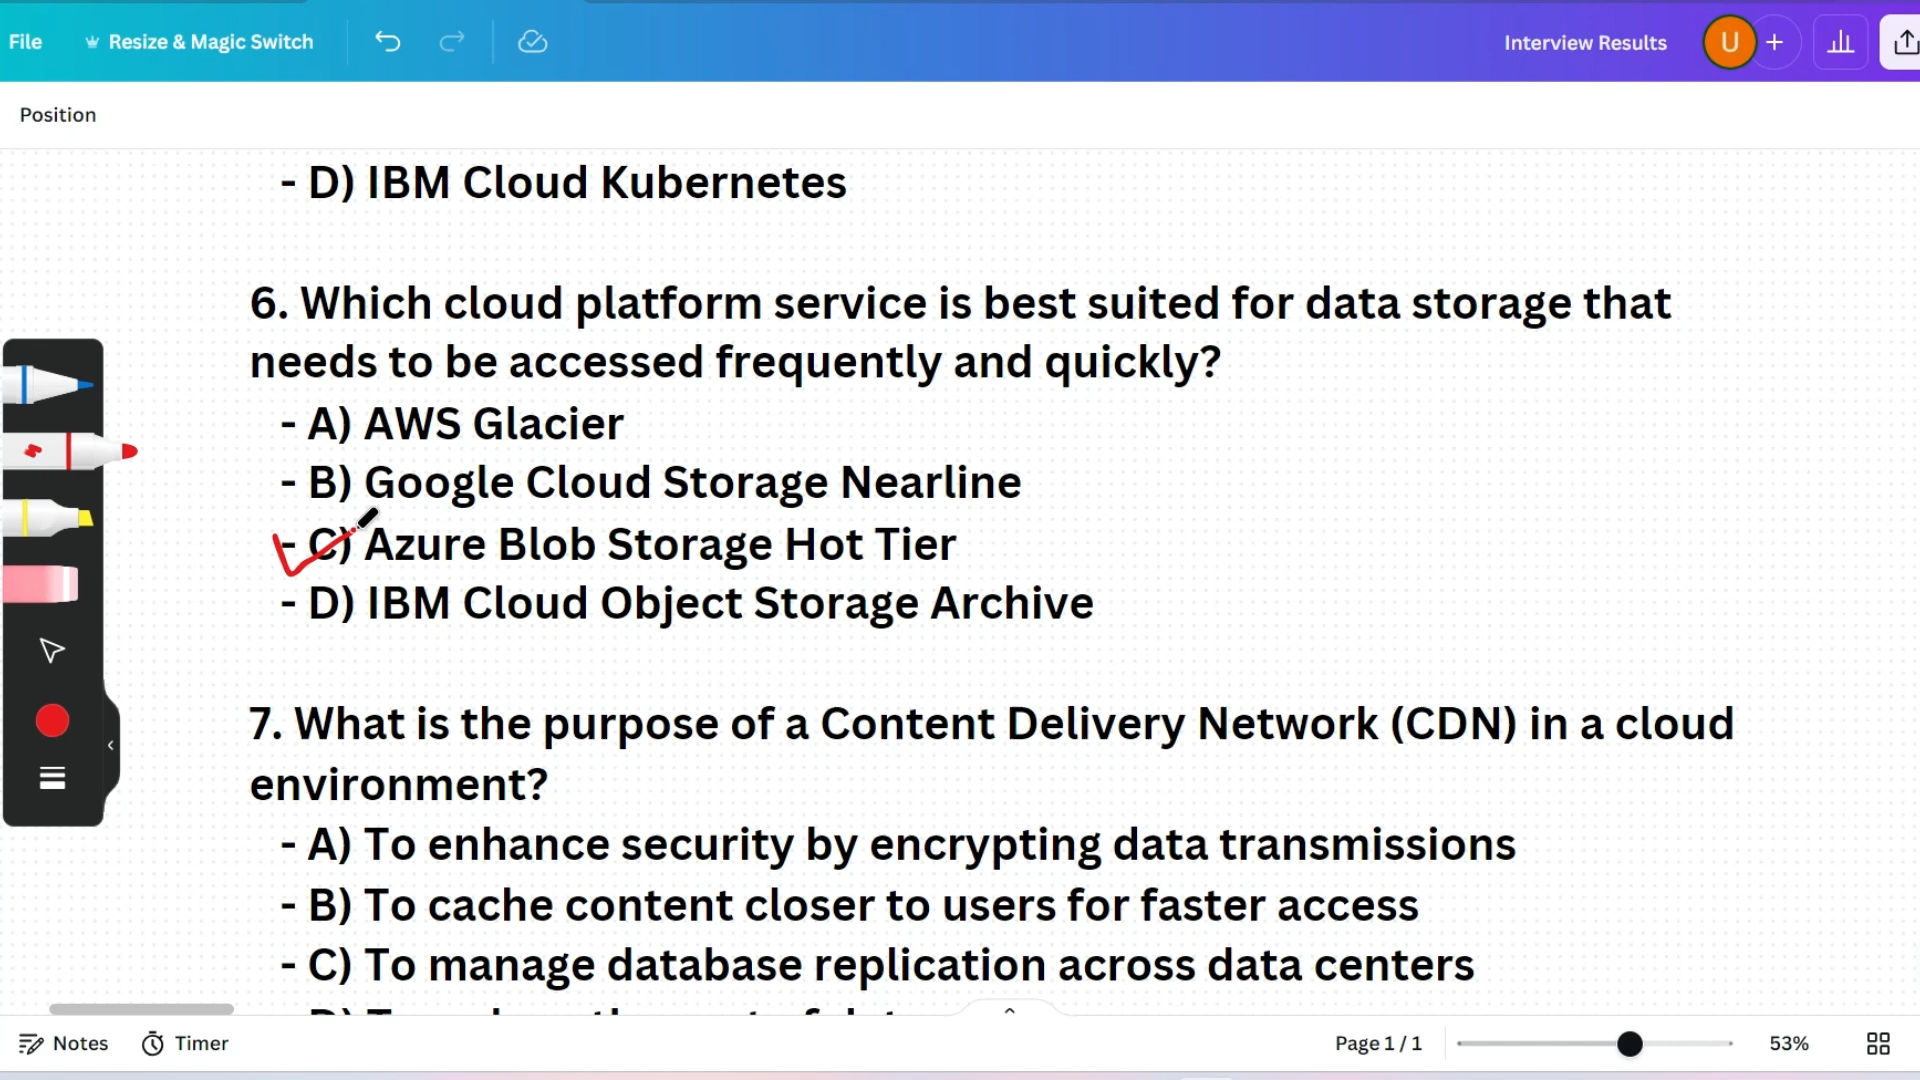 File Resize & Magic Switch Interview Results U
Position
- D) IBM Cloud Kubernetes
6. Which cloud platform service is best suited for data storage that
needs to be accessed frequently and quickly?
- A) AWS Glacier
- B) Google Cloud Storage Nearline
- C) Azure Blob Storage Hot Tier
- D) IBM Cloud Object Storage Archive
7. What is the purpose of a Content Delivery Network (CDN) in a cloud
environment?
- A) To enhance security by encrypting data transmissions
- B) To cache content closer to users for faster access
- C) To manage database replication across data centers
Notes Timer Page 1 / 1 53%